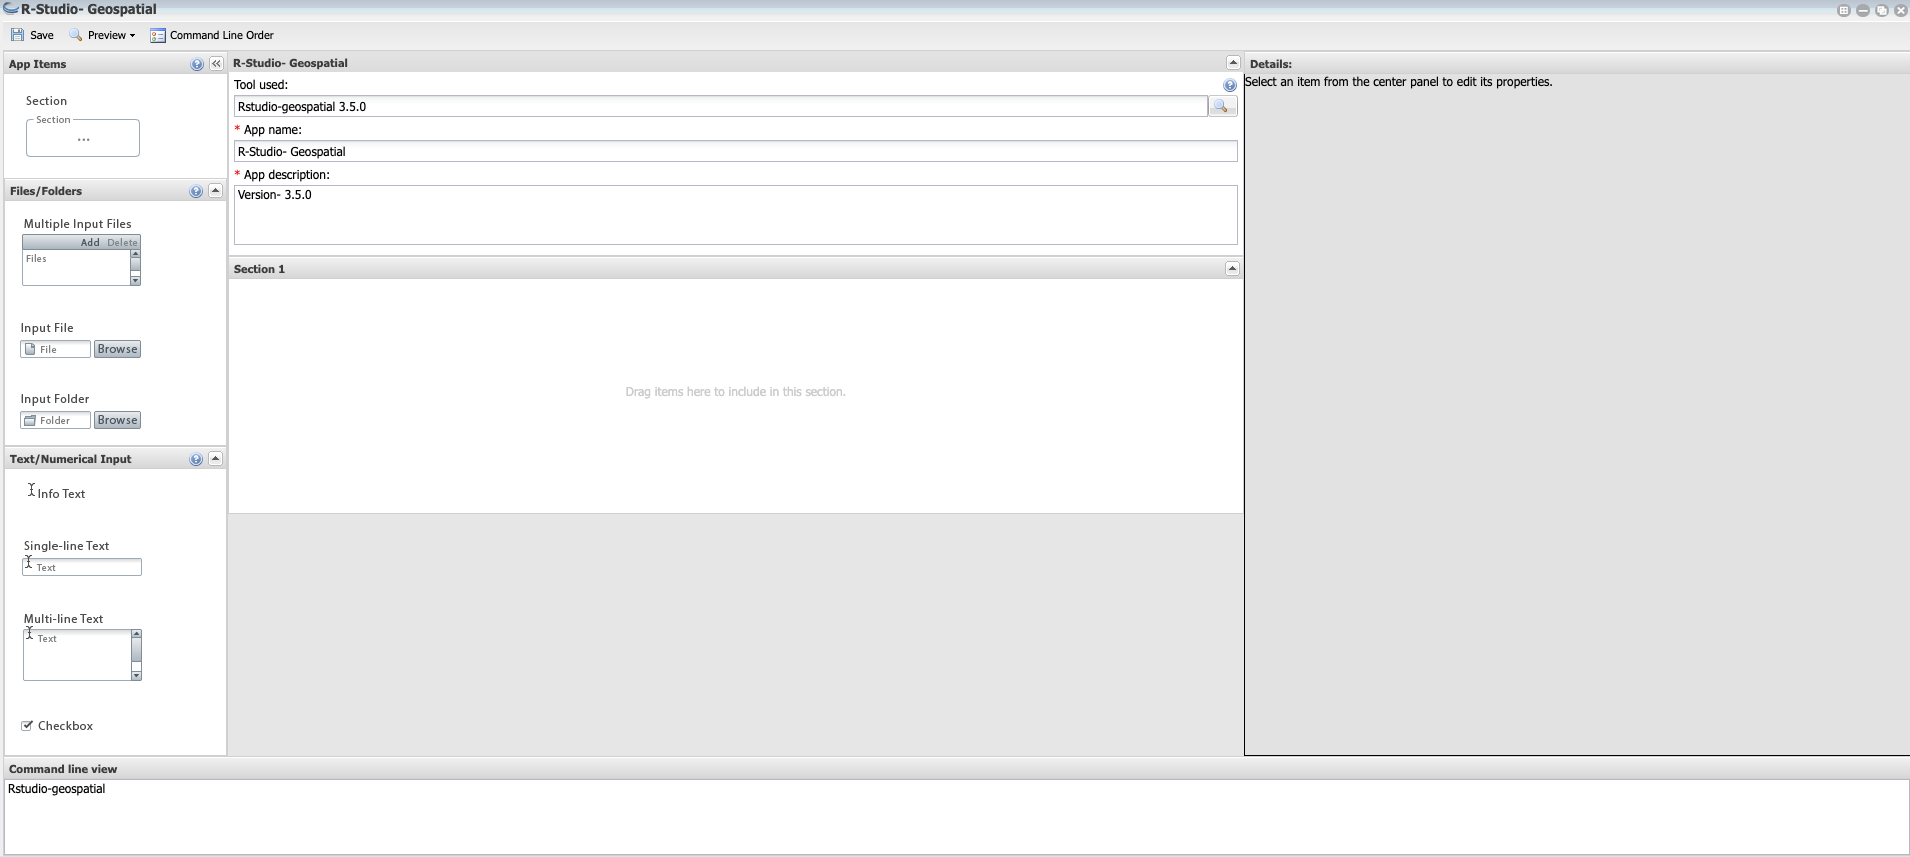 R-Studio- Geospatial
Save Preview Command Line Order
App Items
Section
Section
...
Files/Folders
Multiple Input Files
Add Delete
Files
Input File
File Browse
Input Folder
Folder Browse
Text/Numerical Input
Info Text
Single-line Text
Text
Multi-line Text
Text
Checkbox
R-Studio- Geospatial
Tool used:
Rstudio-geospatial 3.5.0
* App name:
R-Studio- Geospatial
* App description:
Version- 3.5.0
Section 1
Drag items here to include in this section.
Details:
Select an item from the center panel to edit its properties.
Command line view
Rstudio-geospatial